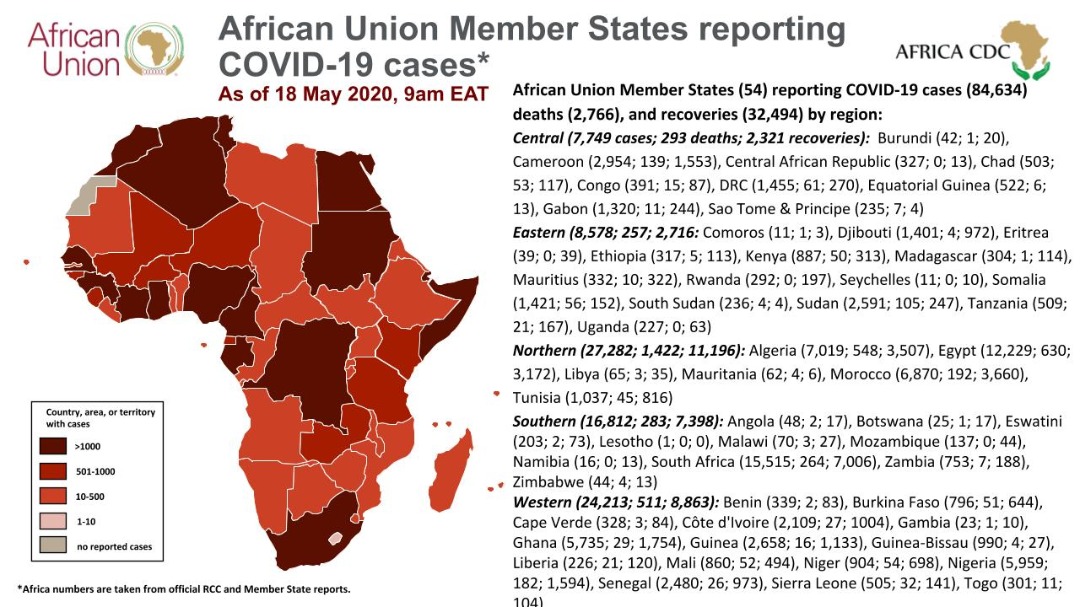 African
Union
African Union Member States reporting
COVID-19 cases*
As of 18 May 2020, 9am EAT
AFRICA CDC
African Union Member States (54) reporting COVID-19 cases (84,634)
deaths (2,766), and recoveries (32,494) by region:
Central (7,749 cases; 293 deaths; 2,321 recoveries): Burundi (42; 1; 20),
Cameroon (2,954; 139; 1,553), Central African Republic (327; 0; 13), Chad (503;
53; 117), Congo (391; 15; 87), DRC (1,455; 61; 270), Equatorial Guinea (522; 6;
13), Gabon (1,320; 11; 244), Sao Tome & Principe (235; 7; 4)
Eastern (8,578; 257; 2,716: Comoros (11; 1; 3), Djibouti (1,401; 4; 972), Eritrea
(39; 0; 39), Ethiopia (317; 5; 113), Kenya (887; 50; 313), Madagascar (304; 1; 114),
Mauritius (332; 10; 322), Rwanda (292; 0; 197), Seychelles (11; 0; 10), Somalia
(1,421; 56; 152), South Sudan (236; 4; 4), Sudan (2,591; 105; 247), Tanzania (509;
21; 167), Uganda (227; 0; 63)
Northern (27,282; 1,422; 11,196): Algeria (7,019; 548; 3,507), Egypt (12,229; 630;
3,172), Libya (65; 3; 35), Mauritania (62; 4; 6), Morocco (6,870; 192; 3,660),
Tunisia (1,037; 45; 816)
Southern (16,812; 283; 7,398): Angola (48; 2; 17), Botswana (25; 1; 17), Eswatini
(203; 2; 73), Lesotho (1; 0; 0), Malawi (70; 3; 27), Mozambique (137; 0; 44),
Namibia (16; 0; 13), South Africa (15,515; 264; 7,006), Zambia (753; 7; 188),
Zimbabwe (44; 4; 13)
Western (24,213; 511; 8,863): Benin (339; 2; 83), Burkina Faso (796; 51; 644),
Cape Verde (328; 3; 84), Côte d'Ivoire (2,109; 27; 1004), Gambia (23; 1; 10),
Ghana (5,735; 29; 1,754), Guinea (2,658; 16; 1,133), Guinea-Bissau (990; 4; 27),
Liberia (226; 21; 120), Mali (860; 52; 494), Niger (904; 54; 698), Nigeria (5,959;
182; 1,594), Senegal (2,480; 26; 973), Sierra Leone (505; 32; 141), Togo (301; 11;
104)
Country, area, or territory
with cases
>1000
501-1000
10-500
1-10
no reported cases
*Africa numbers are taken from official RCC and Member State reports.